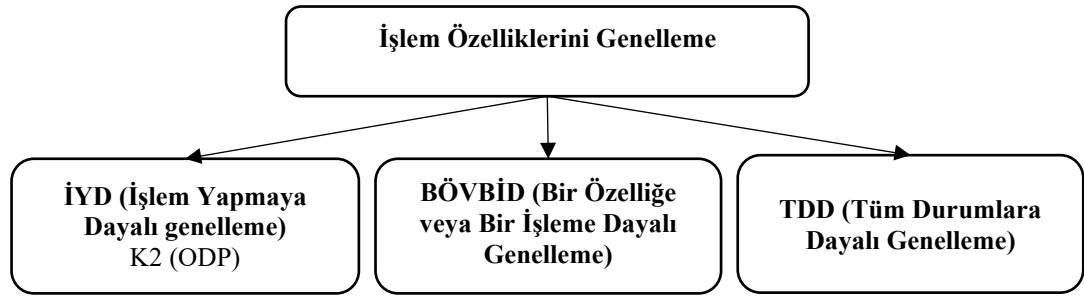 İşlem Özelliklerini Genelleme
İYD (İşlem Yapmaya
Dayalı genelleme)
K2 (ODP)
BÖVBİD (Bir Özelliğe
veya Bir İşleme Dayalı
Genelleme)
TDD (Tüm Durumlara
Dayalı Genelleme)